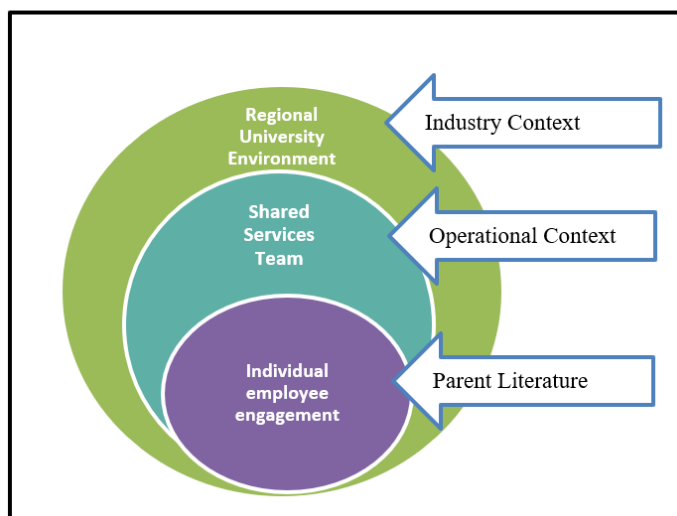 Regional
University
Environment
Industry Context
Shared
Services
Team
Operational Context
Individual
employee
engagement
Parent Literature